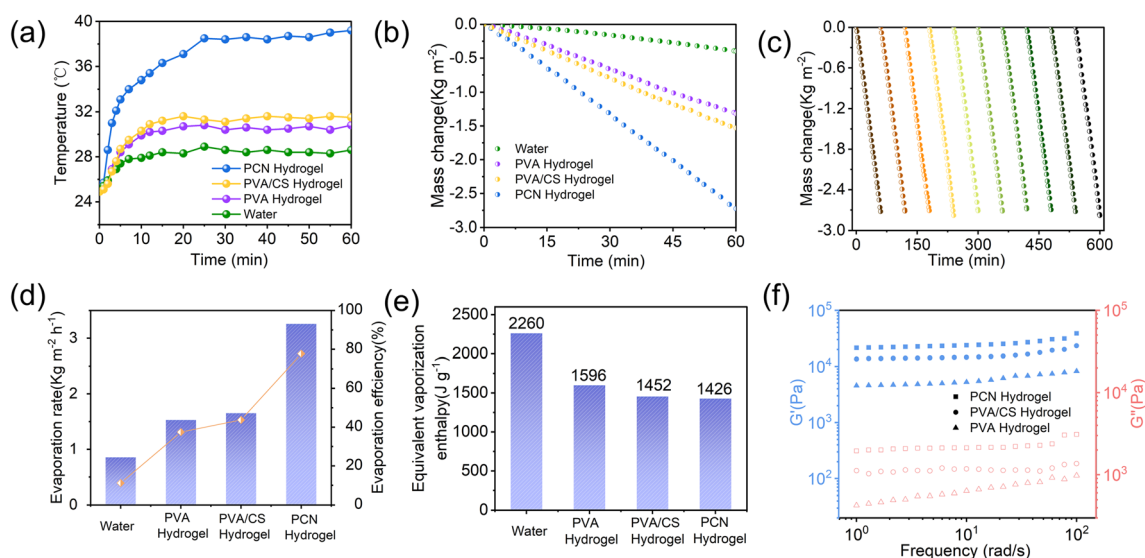 (a)
40
36
32
28
24
Temperature (℃)
PCN Hydrogel
PVA/CS Hydrogel
PVA Hydrogel
Water
0 10 20 30 40 50 60
Time (min)
(b)
0.0
-0.5
-1.0
-1.5
-2.0
-2.5
-3.0
Mass change(Kg m-2)
Water
PVA Hydrogel
PVA/CS Hydrogel
PCN Hydrogel
0 15 30 45 60
Time (min)
(c)
0.0
-0.6
-1.2
-1.8
-2.4
-3.0
Mass change(Kg m-2)
0 150 300 450 600
Time (min)
(d)
3
2
1
0
Evaporation rate(Kg m-2 h-1)
100
80
60
40
20
0
Evaporation effciency(%)
Water
PVA
Hydrogel
PVA/CS
Hydrogel
PCN
Hydrogel
(e)
2500
2000
1500
1000
500
0
Equivalent vaporization
enthalpy(J g-1)
2260
1596
1452
1426
Water
PVA
Hydrogel
PVA/CS
Hydrogel
PCN
Hydrogel
(f)
105
104
103
102
G'(Pa)
PCN Hydrogel
PVA/CS Hydrogel
PVA Hydrogel
105
104
103
G"(Pa)
100 101 102
Frequency (rad/s)